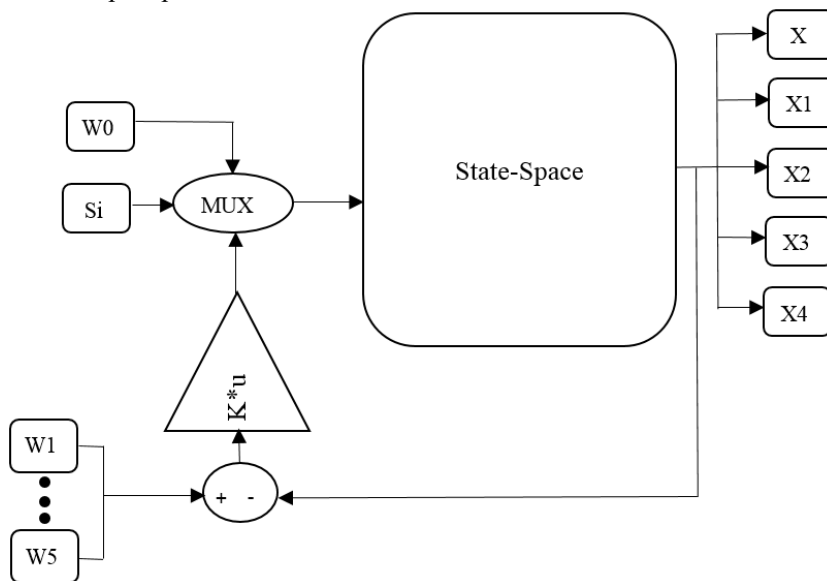 X
X1
W0
State-Space
X2
Si
MUX
X3
X4
K*u
W1
+ -
W5